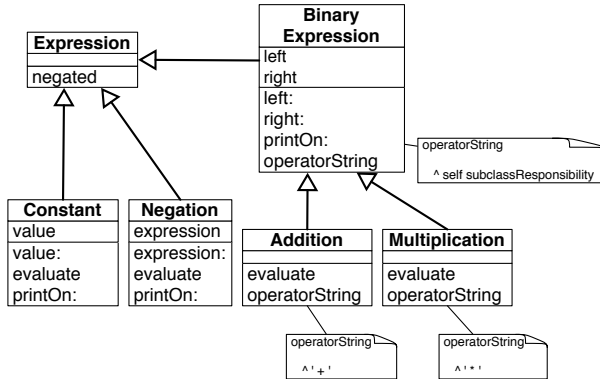 Expression
negated
Binary
Expression
left
right
left:
right:
printOn:
operatorString
operatorString
^ self subclassResponsibility
Constant
value
value:
evaluate
printOn:
Negation
expression
expression:
evaluate
printOn:
Addition
evaluate
operatorString
Multiplication
evaluate
operatorString
operatorString
^ ' + '
operatorString
^ ' * '